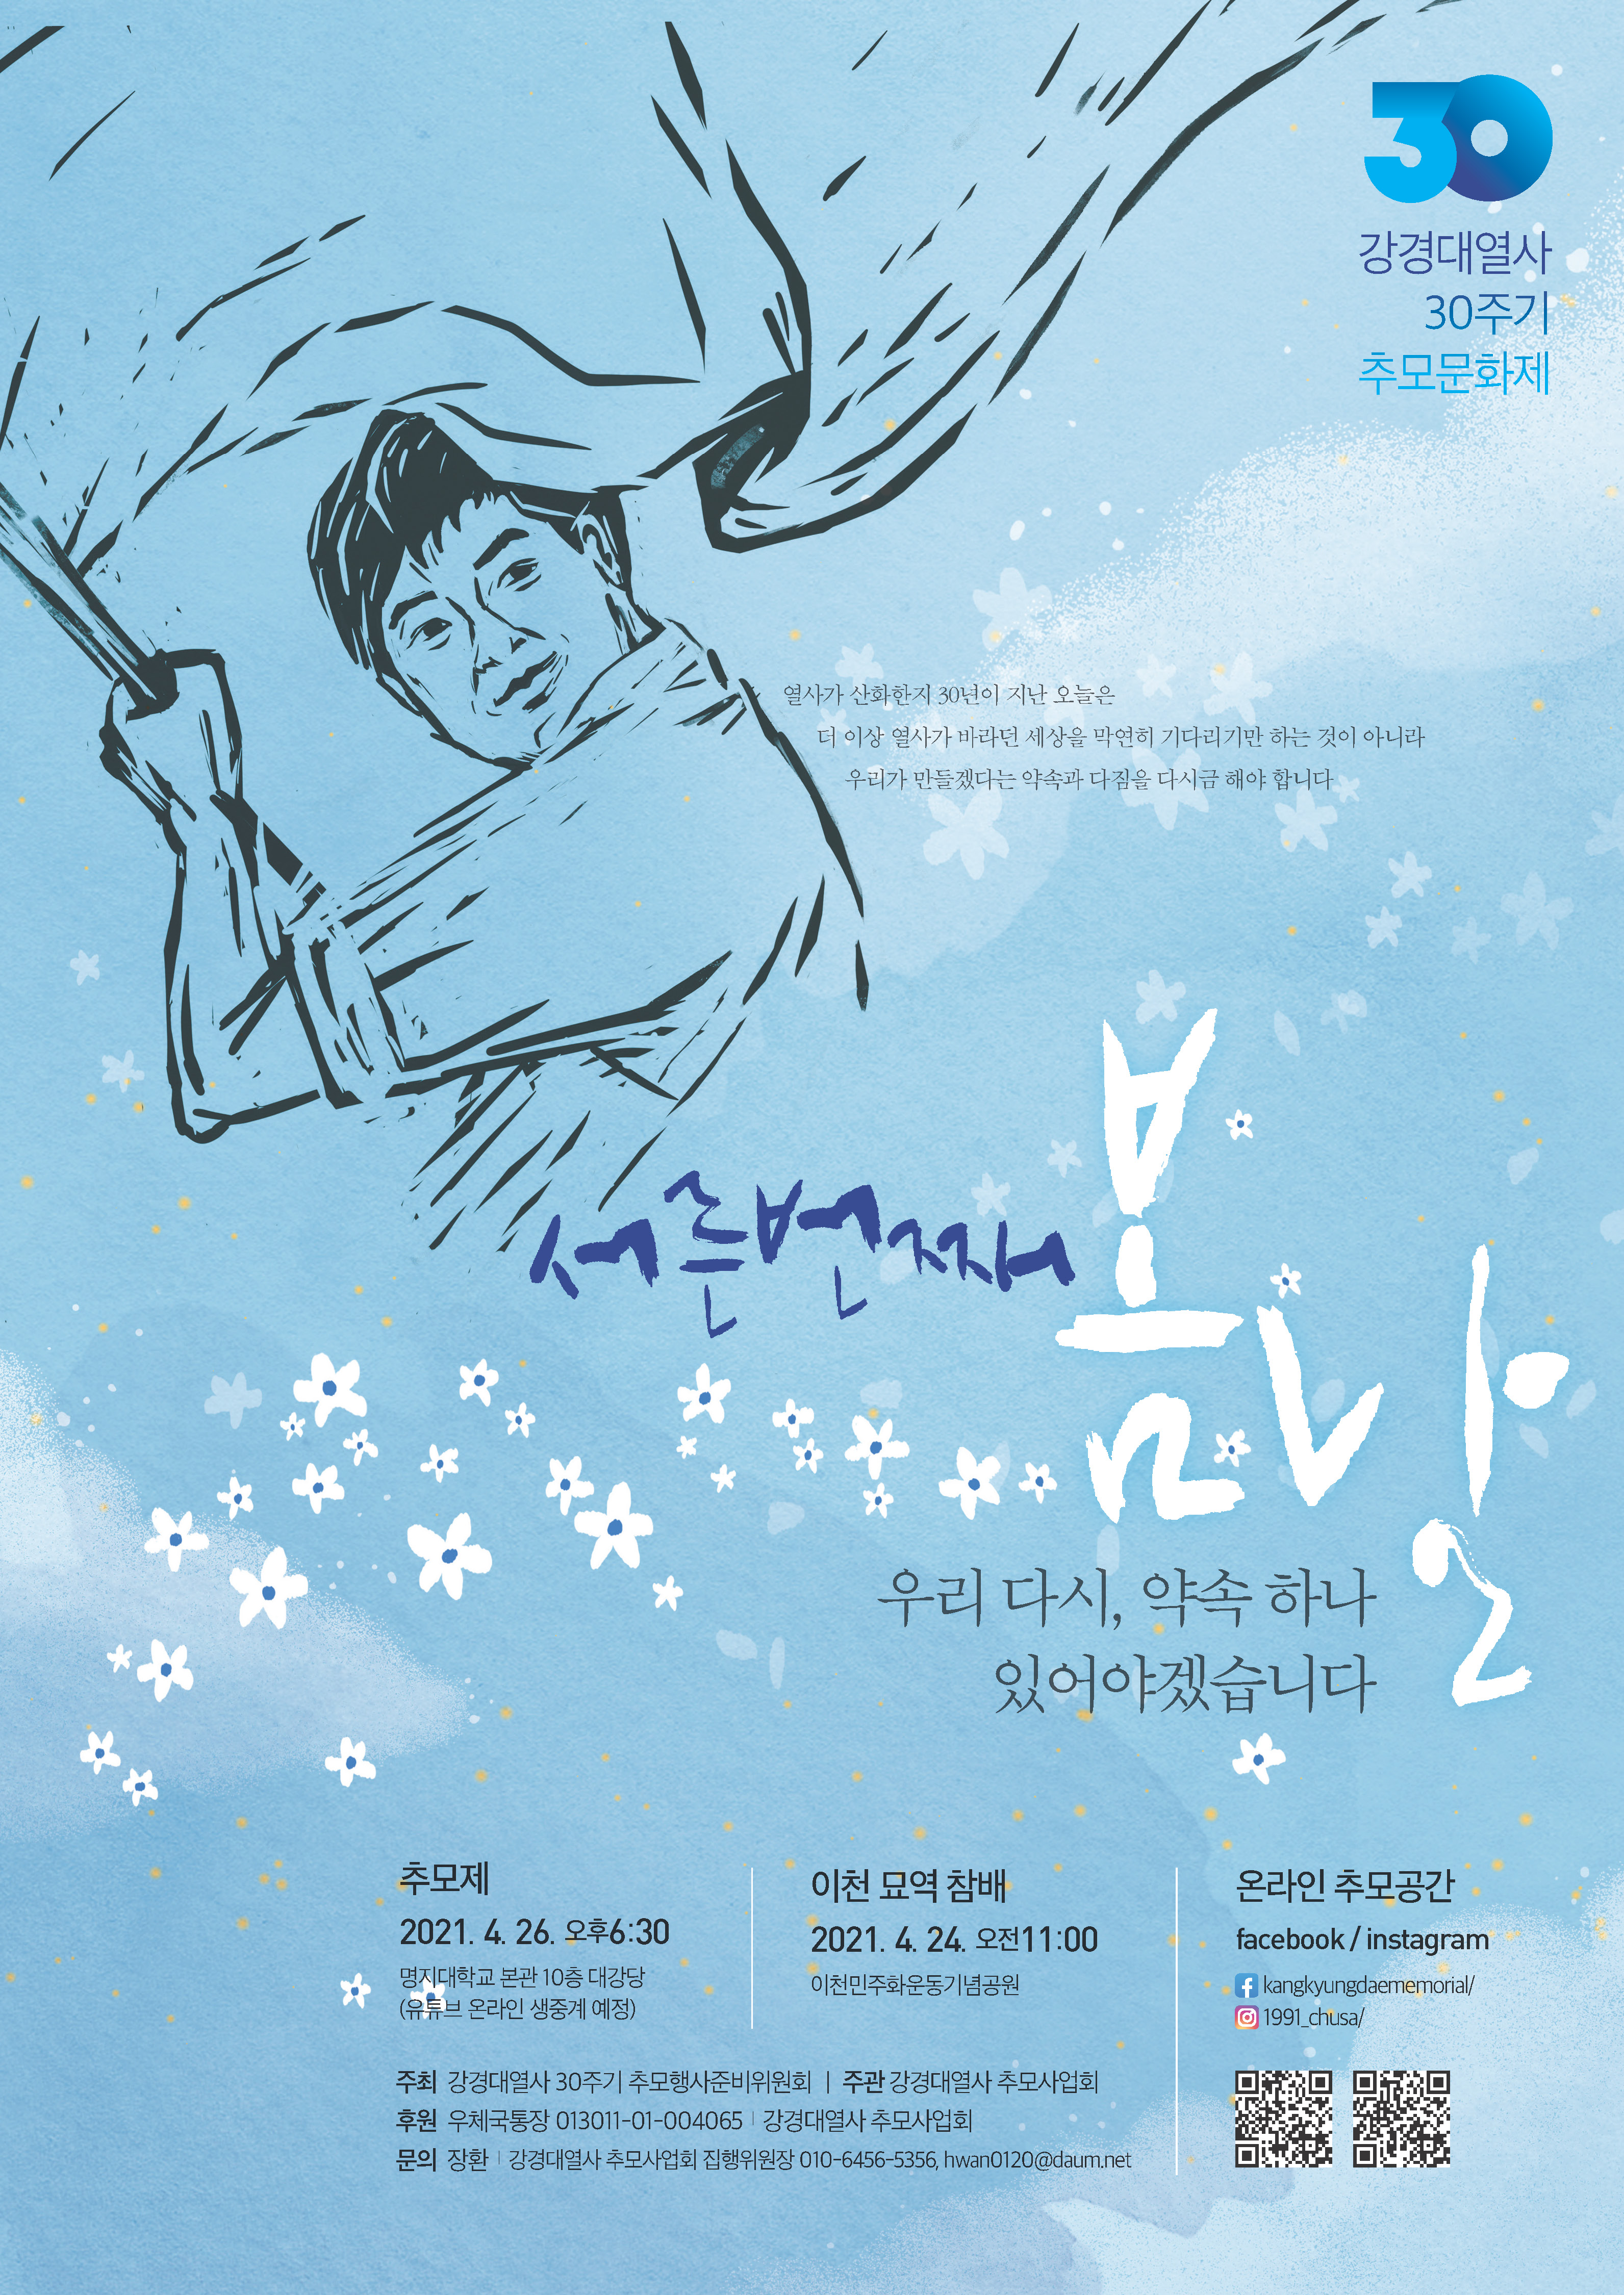 30
강경대열사
30주기
추모문화제
열사가 산화한지 30년이 지난 오늘은
더 이상 열사가 바라던 세상을 막연히 기다리기만 하는 것이 아니라
우리가 만들겠다는 약속과 다짐을 다시금 해야 합니다
서른번째
봄날
우리 다시, 약속 하나
있어야겠습니다
추모제
2021. 4. 26. 오후6:30
명지대학교 본관 10층 대강당
(유튜브 온라인 생중계 예정)
이천 묘역 참배
2021. 4. 24. 오전11:00
이천민주화운동기념공원
온라인 추모공간
facebook / instagram
kangkyungdaememorial/
1991_chusa/
주최 강경대열사 30주기 추모행사준비위원회 | 주관 강경대열사 추모사업회
후원 우체국통장 013011-01-004065 | 강경대열사 추모사업회
문의 장환 | 강경대열사 추모사업회 집행위원장 010-6456-5356, hwan0120@daum.net